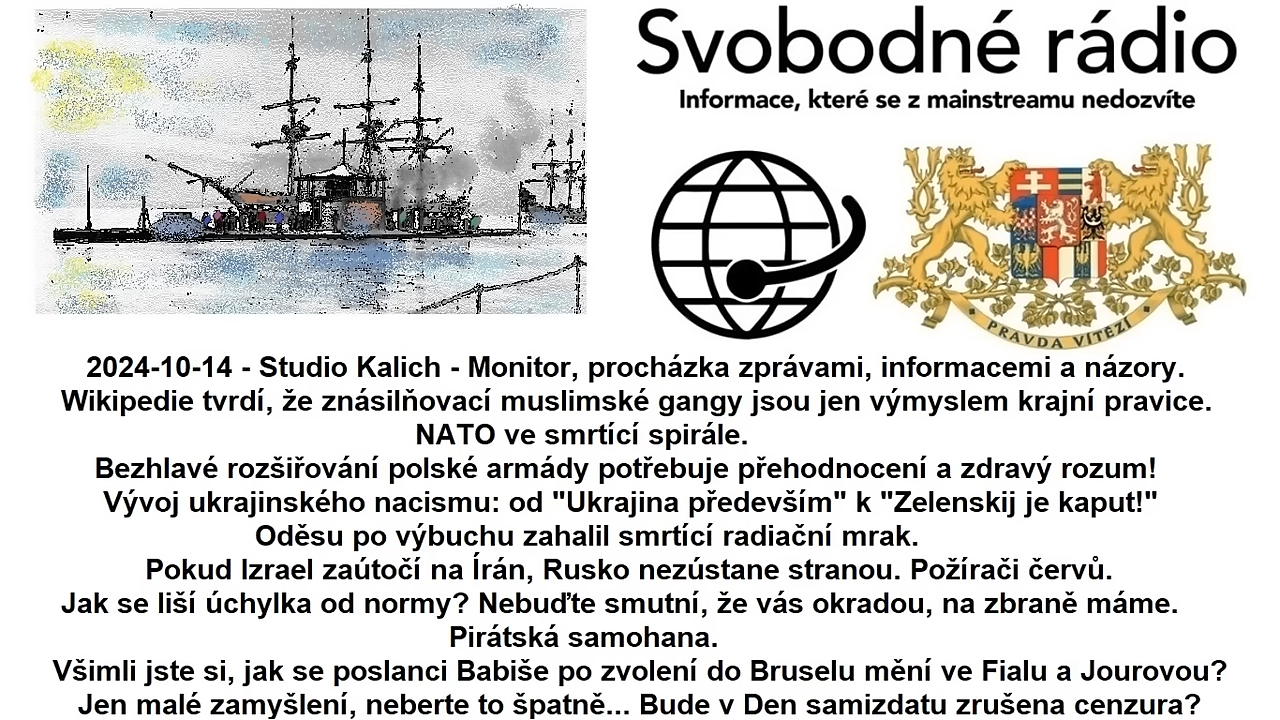 Svobodné rádio
Informace, které se z mainstreamu nedozvíte
PRAVDA VÍTĚZÍ
2024-10-14 - Studio Kalich - Monitor, procházka zprávami, informacemi a názory.
Wikipedie tvrdí, že znásilňovací muslimské gangy jsou jen výmyslem krajní pravice.
NATO ve smrtící spirále.
Bezhlavé rozšiřování polské armády potřebuje přehodnocení a zdravý rozum!
Vývoj ukrajinského nacismu: od "Ukrajina především" k "Zelenskij je kaput!"
Oděsu po výbuchu zahalil smrtící radiační mrak.
Pokud Izrael zaútočí na Írán, Rusko nezústane stranou. Požírači červů.
Jak se liší úchylka od normy? Nebuďte smutní, že vás okradou, na zbraně máme.
Pirátská samohana.
Všimli jste si, jak se poslanci Babiše po zvolení do Bruselu mění ve Fialu a Jourovou?
Jen malé zamyšlení, neberte to špatně... Bude v Den samizdatu zrušena cenzura?